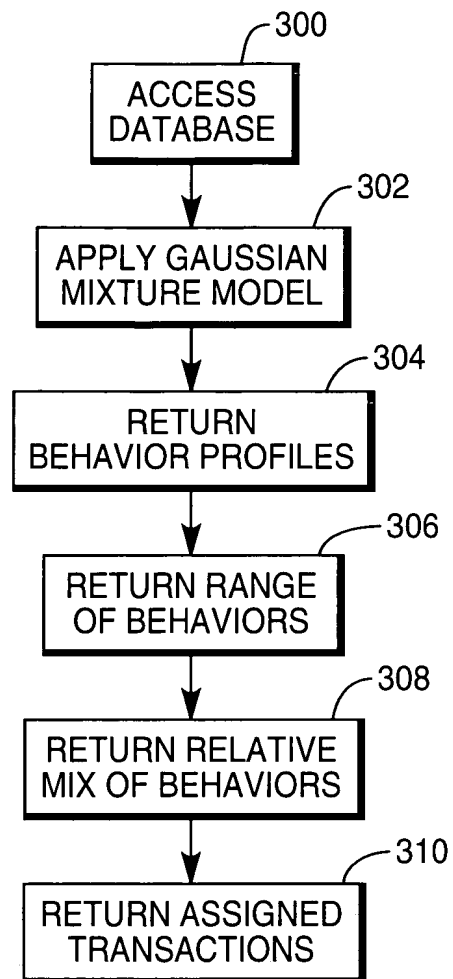 300
ACCESS
DATABASE
302
APPLY GAUSSIAN
MIXTURE MODEL
304
RETURN
BEHAVIOR PROFILES
306
RETURN RANGE
OF BEHAVIORS
308
RETURN RELATIVE
MIX OF BEHAVIORS
310
RETURN ASSIGNED
TRANSACTIONS